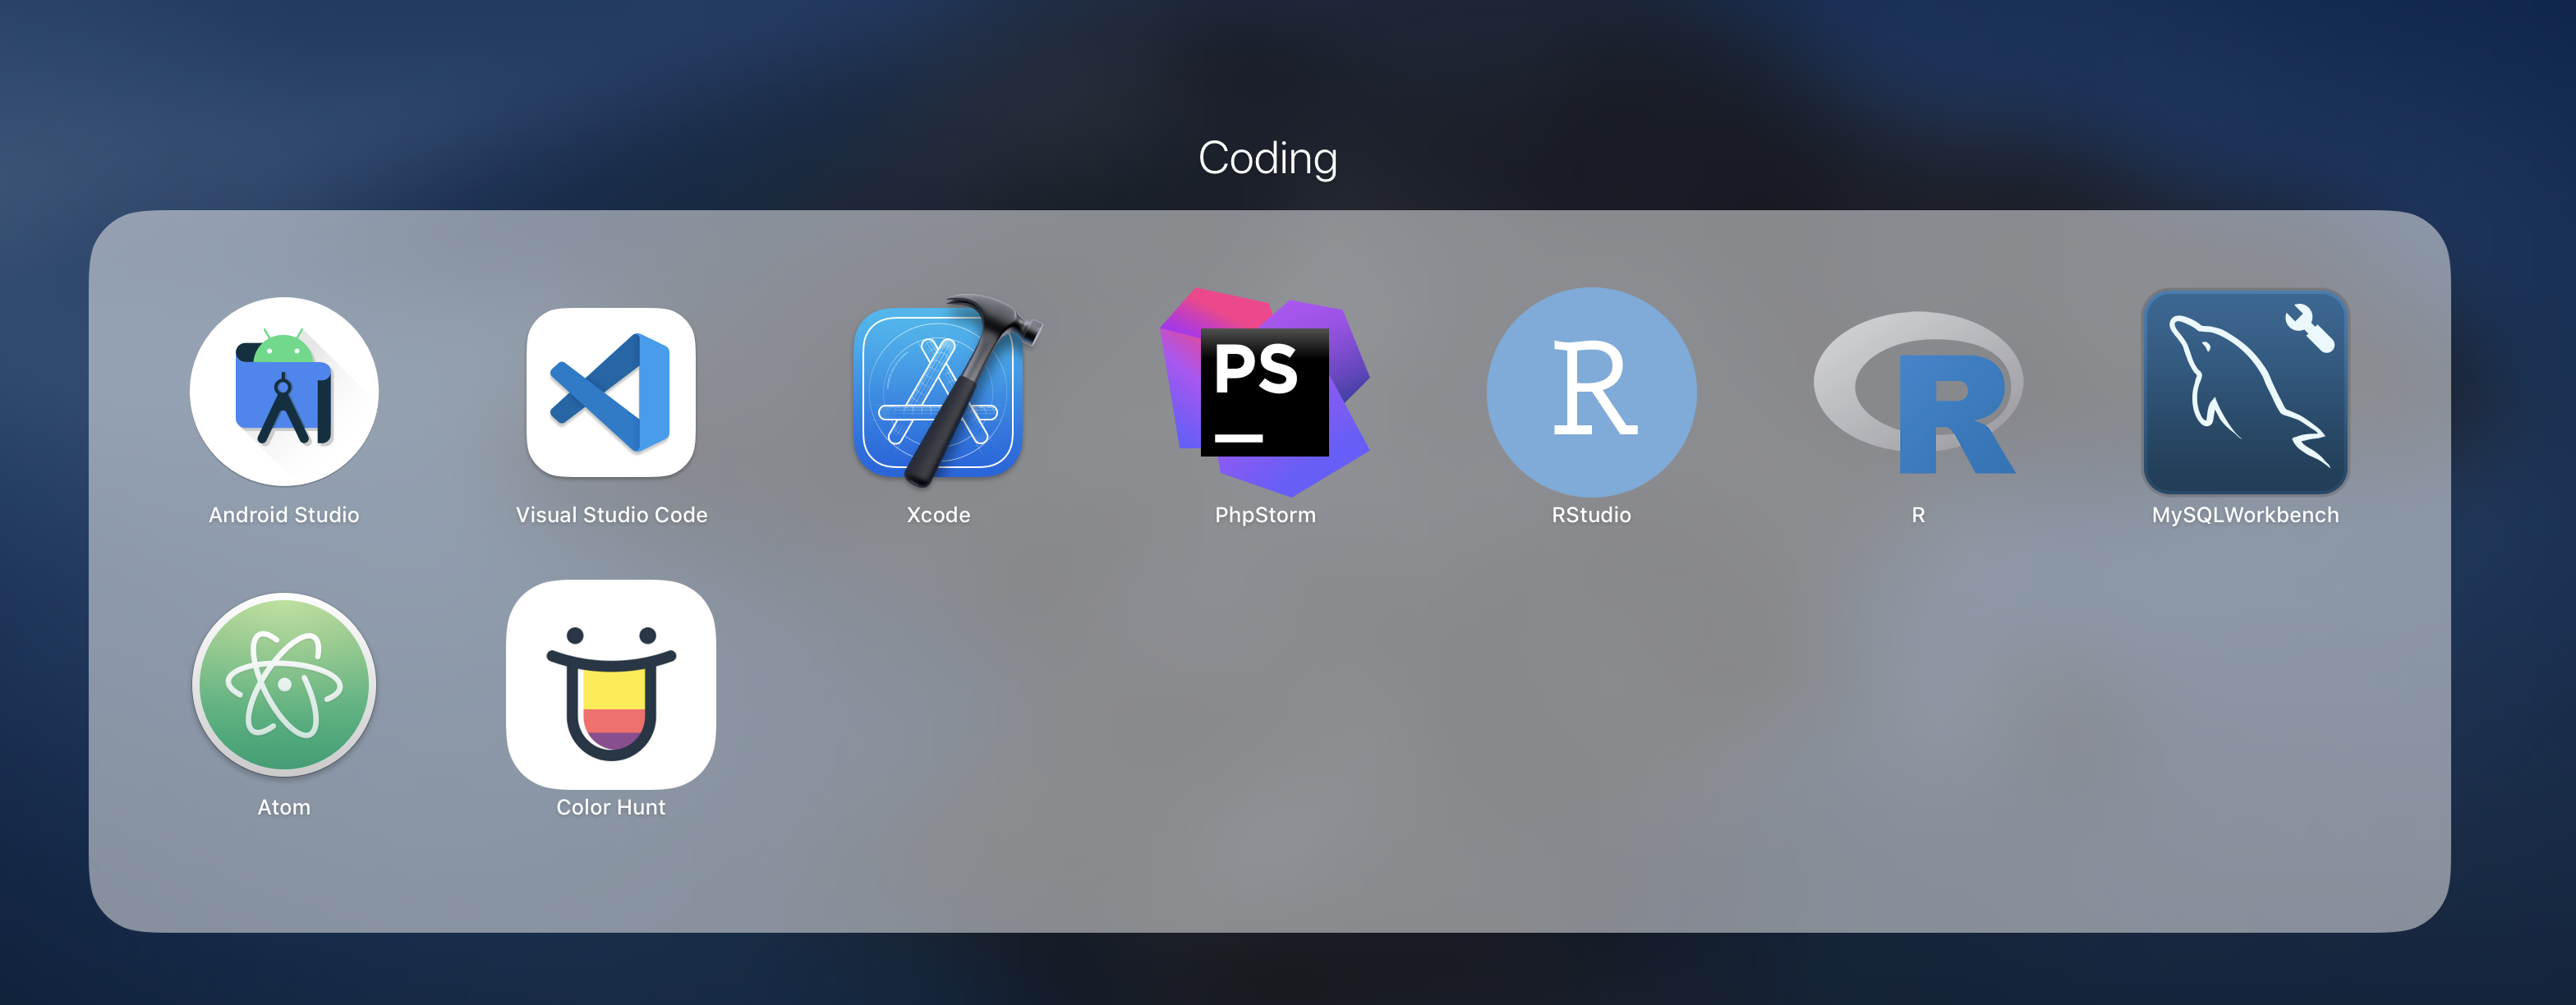 Coding
PS
R
R
Android Studio
Visual Studio Code
Xcode
PhpStorm
RStudio
R
MySQLWorkbench
Atom
Color Hunt